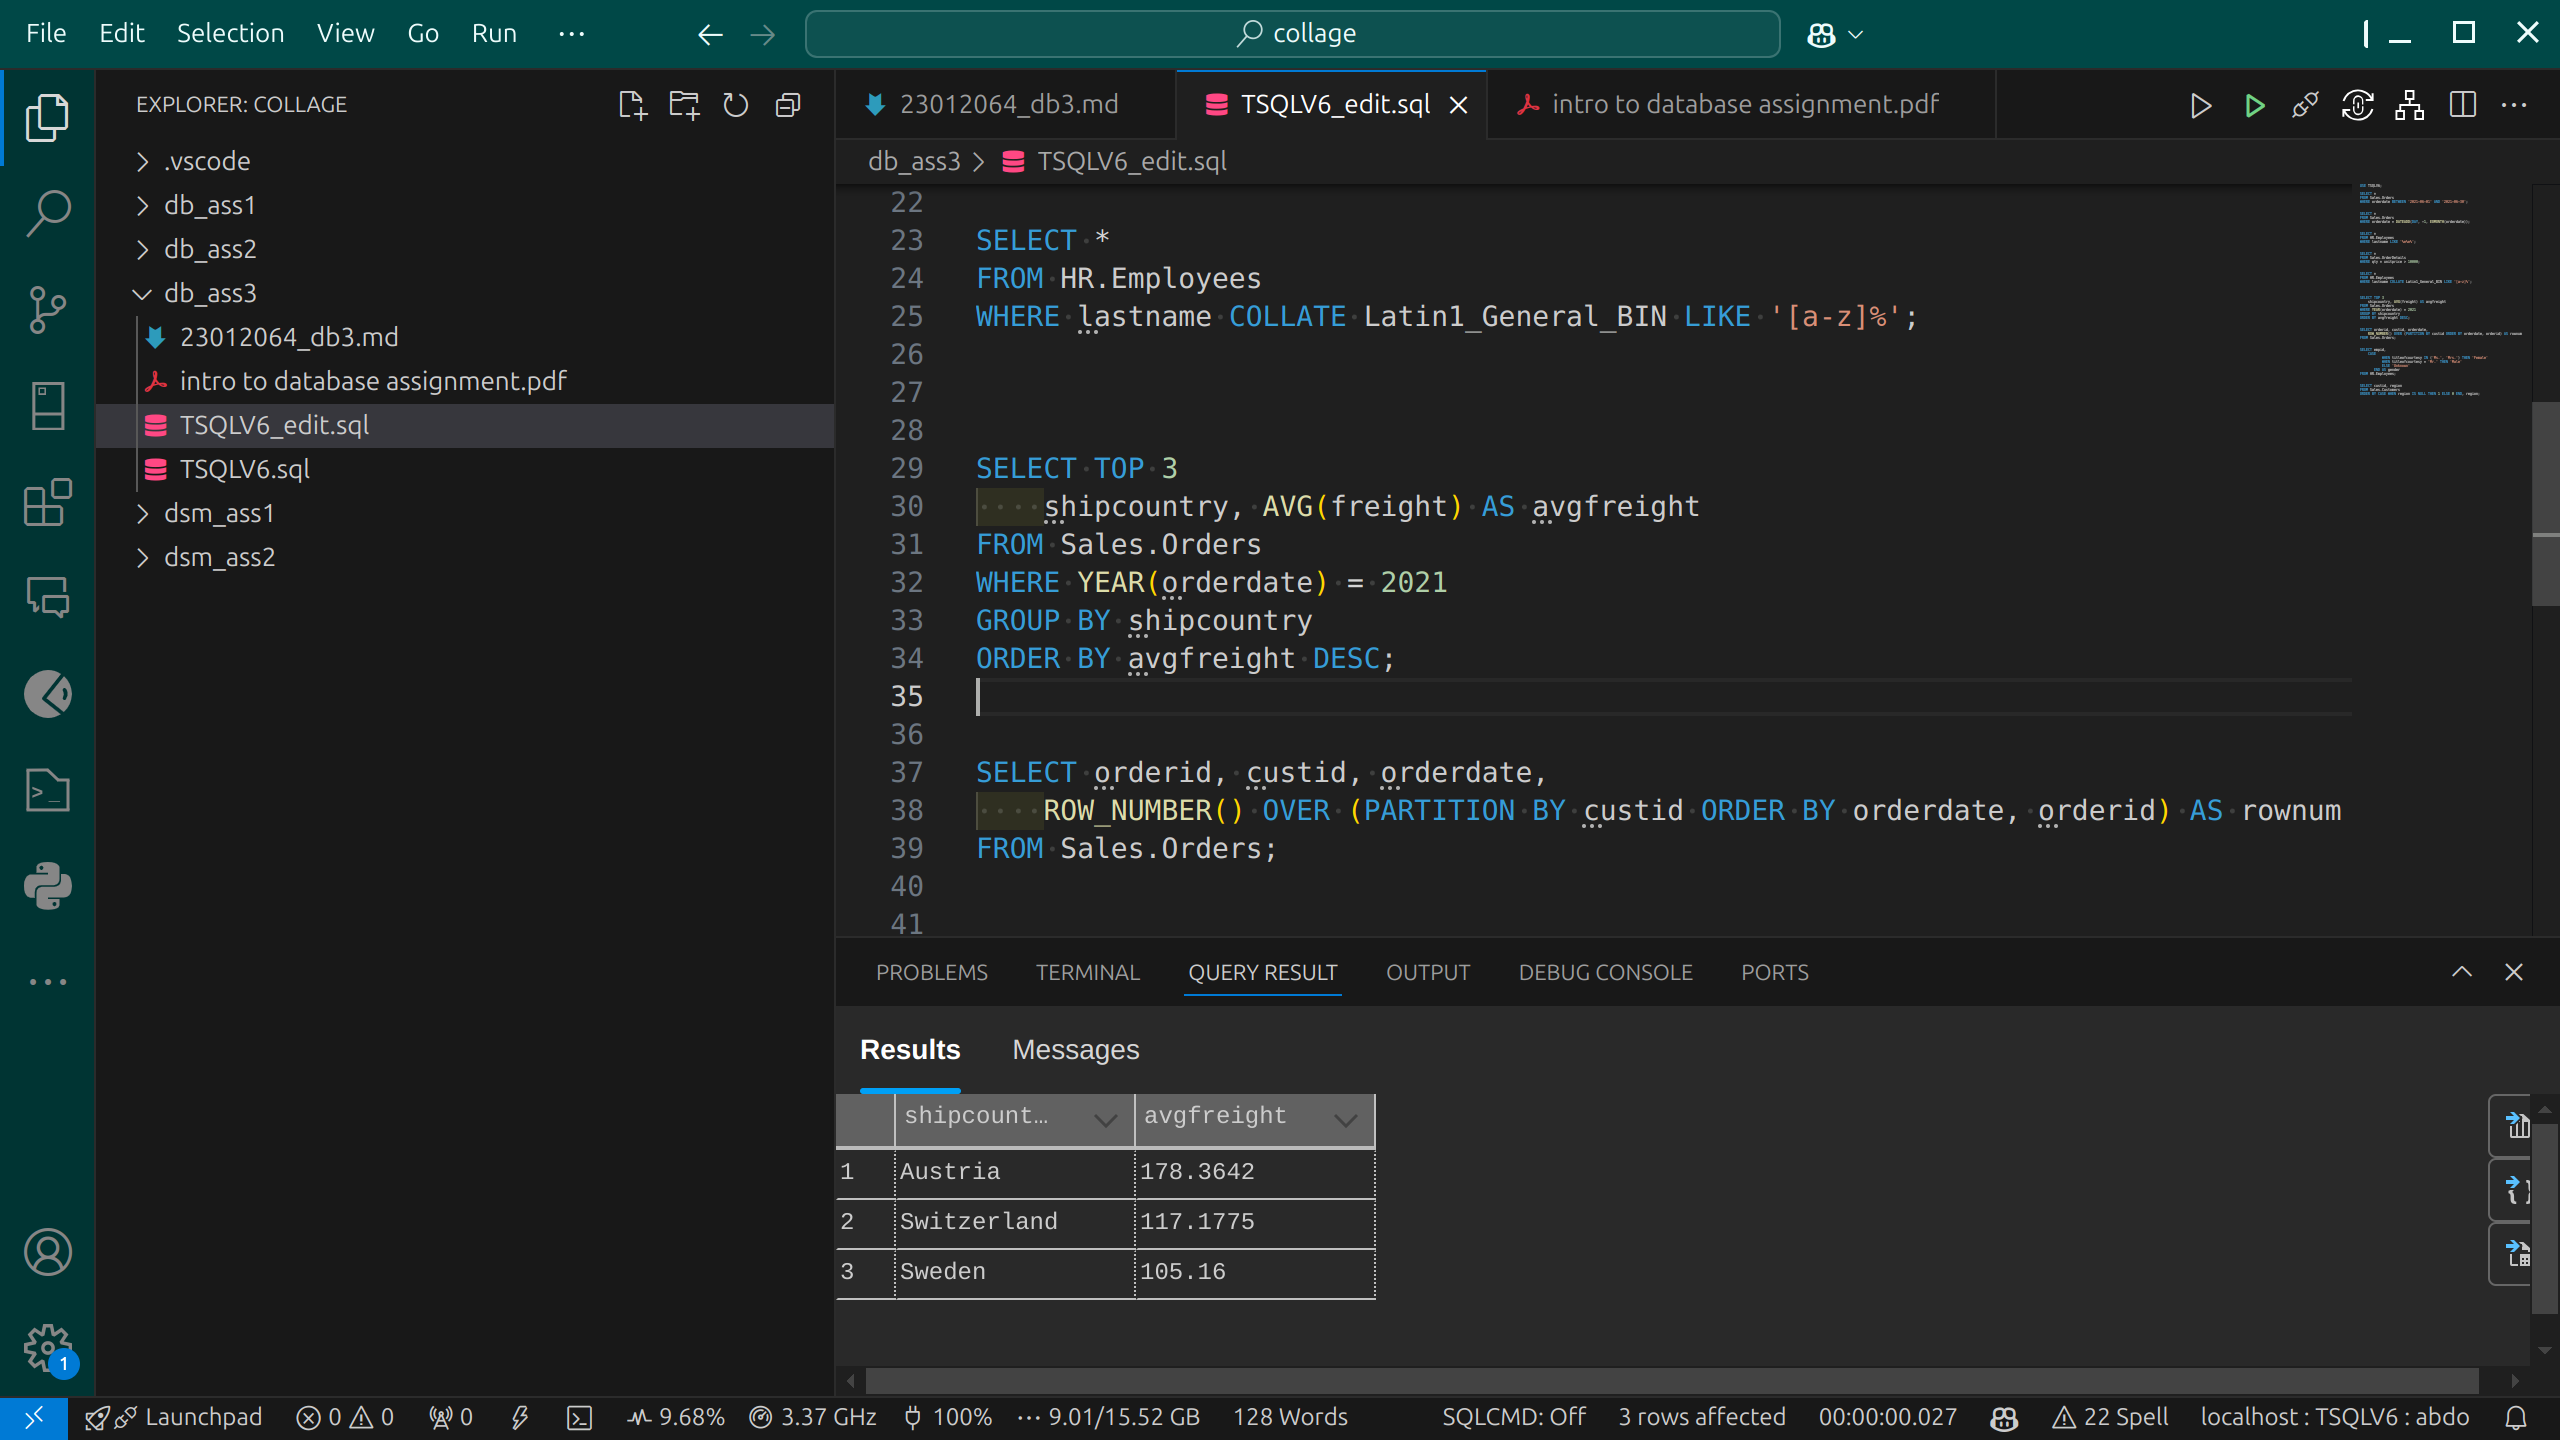 File Edit Selection View Go Run ···
collage
EXPLORER: COLLAGE
.vscode
db_ass1
db_ass2
db_ass3
23012064_db3.md
intro to database assignment.pdf
TSQLV6_edit.sql
TSQLV6.sql
dsm_ass1
dsm_ass2
23012064_db3.md TSQLV6_edit.sql intro to database assignment.pdf
db_ass3 > TSQLV6_edit.sql
22
23 SELECT *
24 FROM HR.Employees
25 WHERE lastname COLLATE Latin1_General_BIN LIKE '[a-z]%';
26
27
28
29 SELECT TOP 3
30 shipcountry, AVG(freight) AS avgfreight
31 FROM Sales.Orders
32 WHERE YEAR(orderdate) = 2021
33 GROUP BY shipcountry
34 ORDER BY avgfreight DESC;
35
36
37 SELECT orderid, custid, orderdate,
38 ROW_NUMBER() OVER (PARTITION BY custid ORDER BY orderdate, orderid) AS rownum
39 FROM Sales.Orders;
40
41
PROBLEMS TERMINAL QUERY RESULT OUTPUT DEBUG CONSOLE PORTS
Results Messages
shipcount… avgfreight
1 Austria 178.3642
2 Switzerland 117.1775
3 Sweden 105.16
1
Launchpad 0 0 0 9.68% 3.37 GHz 100% ··· 9.01/15.52 GB 128 Words SQLCMD: Off 3 rows affected 00:00:00.027 22 Spell localhost : TSQLV6 : abdo